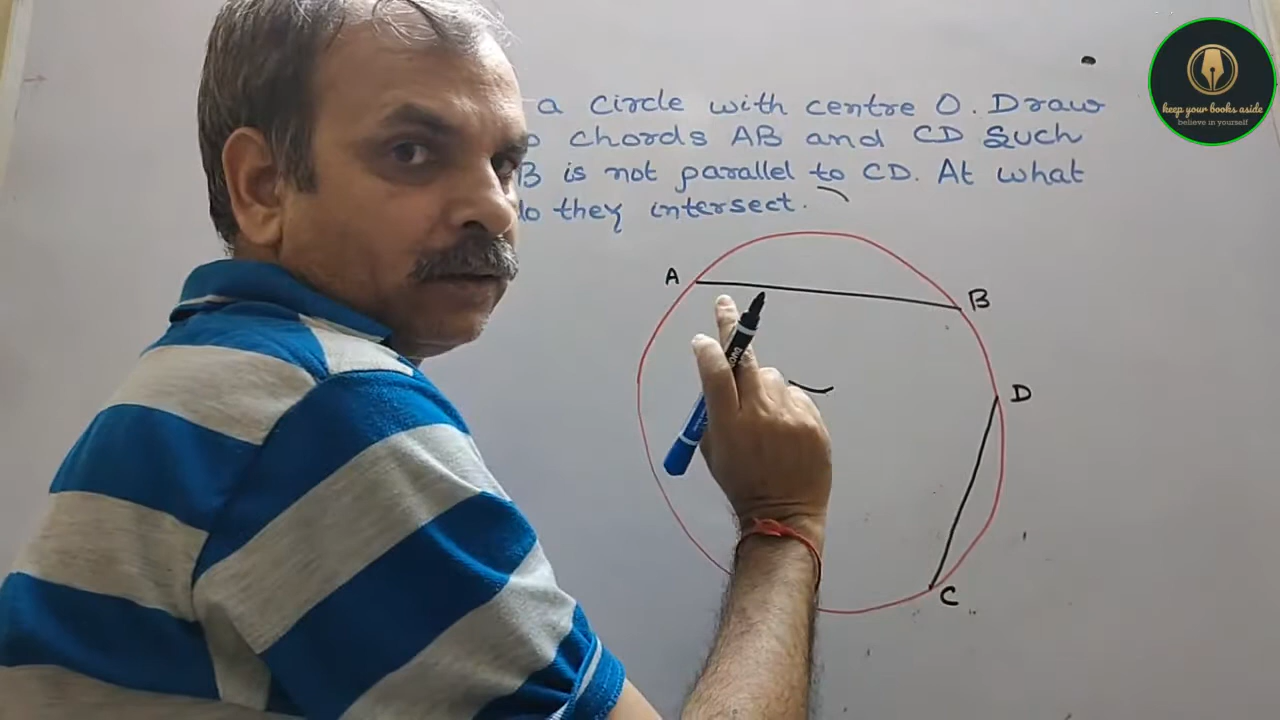 a circle with centre O. Draw
chords AB and CD Such
B is not parallel to CD. At what
do they intersect.
A
B
D
C
keep your books aside
believe in yourself